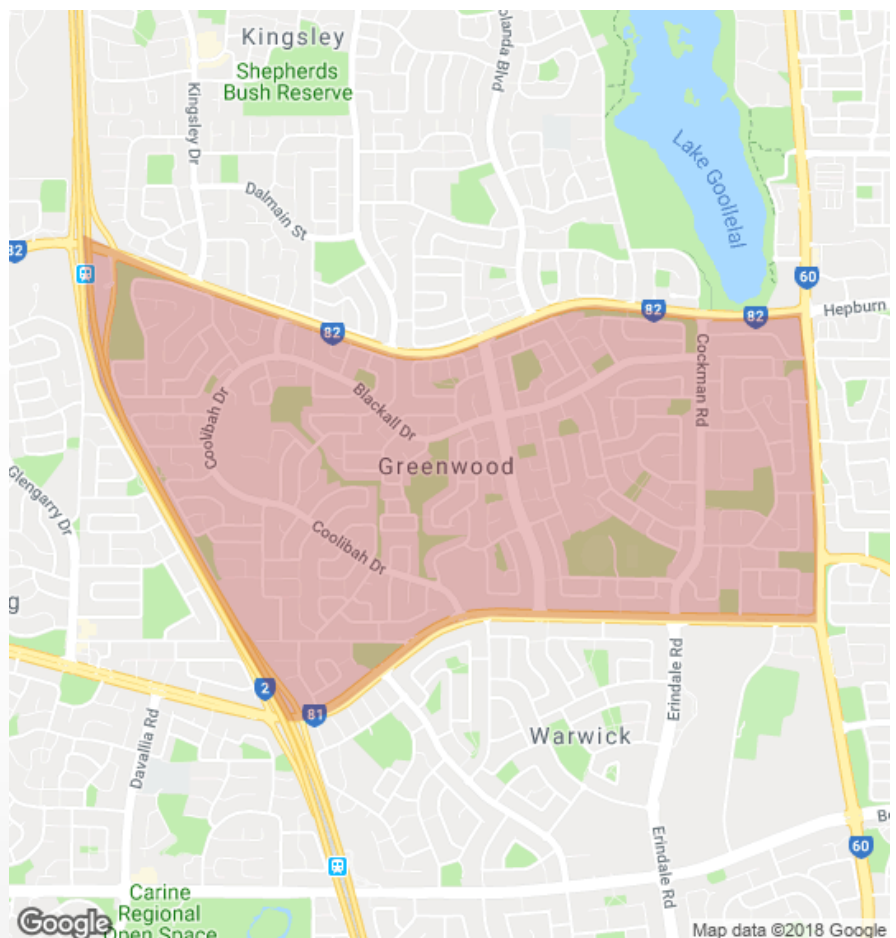 Kingsley
Shepherds
Bush Reserve
Kingsley Dr
Dalmain St
Lake Goollelal
82
60
82
82
82
Hepburn
Cockman Rd
Coolibah Dr
Blackall Dr
Greenwood
Glengarry Dr
Coolibah Dr
2
81
Erindale Rd
Warwick
Davallia Rd
Erindale Rd
60
Carine
Regional
Open Space
Google
Map data ©2018 Google